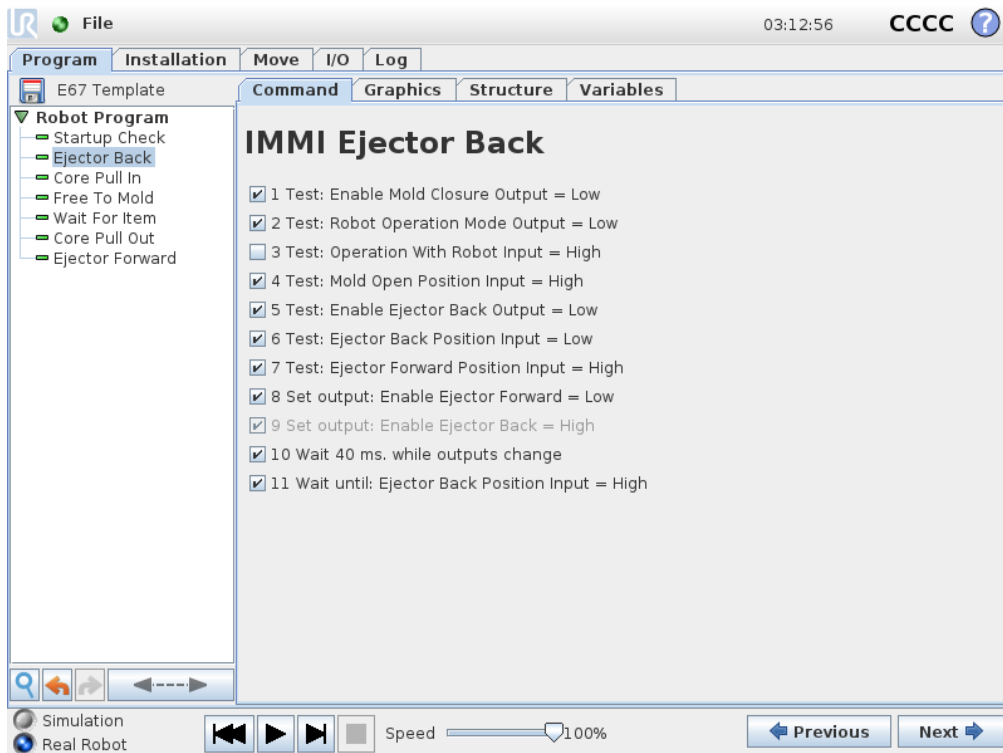 UR File 03:12:56 CCCC ?
Program Installation Move I/O Log
E67 Template Command Graphics Structure Variables
Robot Program
Startup Check
Ejector Back
Core Pull In
Free To Mold
Wait For Item
Core Pull Out
Ejector Forward
IMMI Ejector Back
1 Test: Enable Mold Closure Output = Low
2 Test: Robot Operation Mode Output = Low
3 Test: Operation With Robot Input = High
4 Test: Mold Open Position Input = High
5 Test: Enable Ejector Back Output = Low
6 Test: Ejector Back Position Input = Low
7 Test: Ejector Forward Position Input = High
8 Set output: Enable Ejector Forward = Low
9 Set output: Enable Ejector Back = High
10 Wait 40 ms. while outputs change
11 Wait until: Ejector Back Position Input = High
Simulation
Real Robot
Speed 100% Previous Next